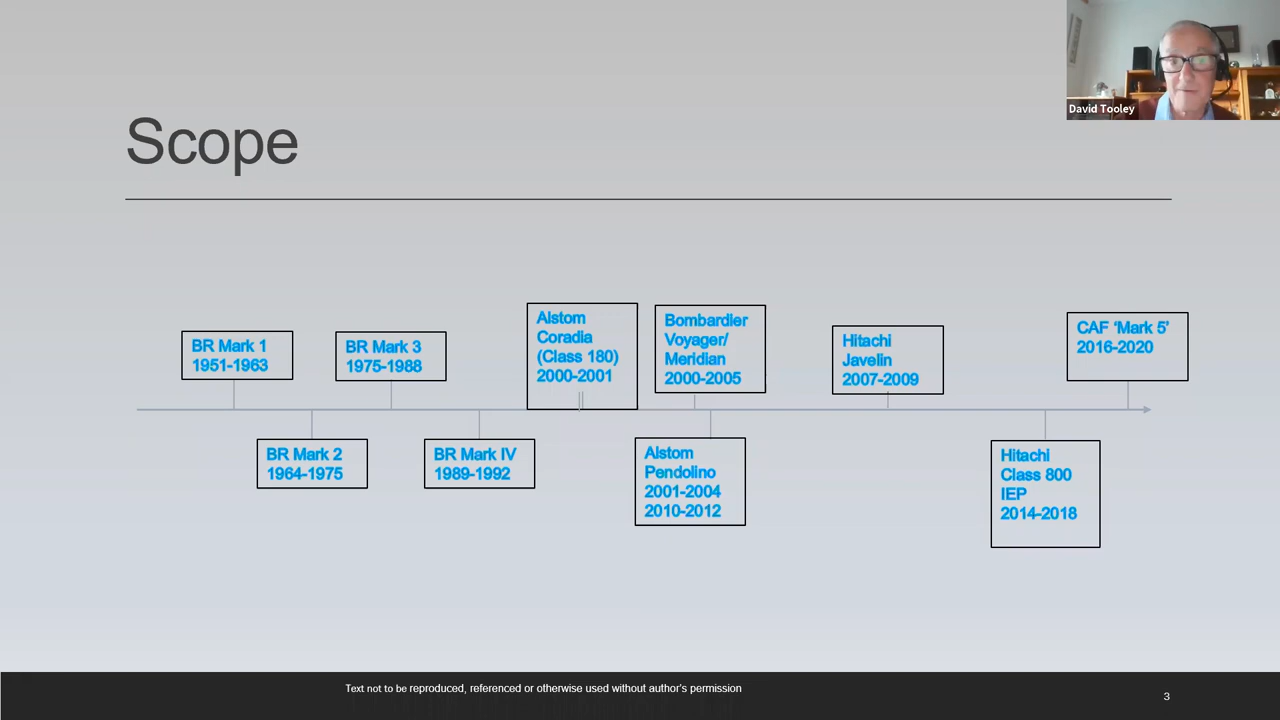 David Tooley
Scope
BR Mark 1
1951-1963
BR Mark 3
1975-1988
Alstom
Coradia
(Class 180)
2000-2001
Bombardier
Voyager/
Meridian
2000-2005
Hitachi
Javelin
2007-2009
CAF ‘Mark 5’
2016-2020
BR Mark 2
1964-1975
BR Mark IV
1989-1992
Alstom
Pendolino
2001-2004
2010-2012
Hitachi
Class 800
IEP
2014-2018
Text not to be reproduced, referenced or otherwise used without author's permission
3